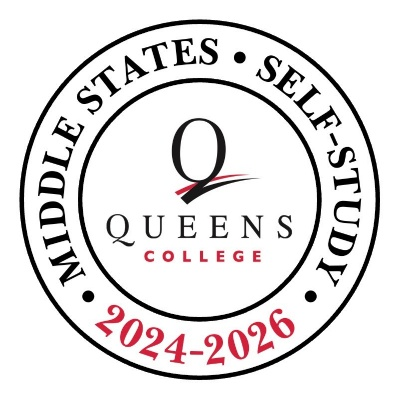 • MIDDLE STATES • SELF-STUDY •
Q
QUEENS
COLLEGE
2024-2026